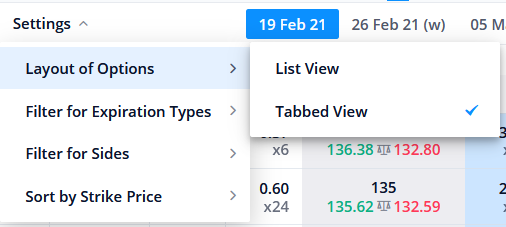 Settings
19 Feb 21
26 Feb 21 (w)
05
Layout of Options
List View
Filter for Expiration Types
Tabbed View
x6
136.38 132.80
Filter for Sides
0.60
135
Sort by Strike Price
x24
135.62 132.59